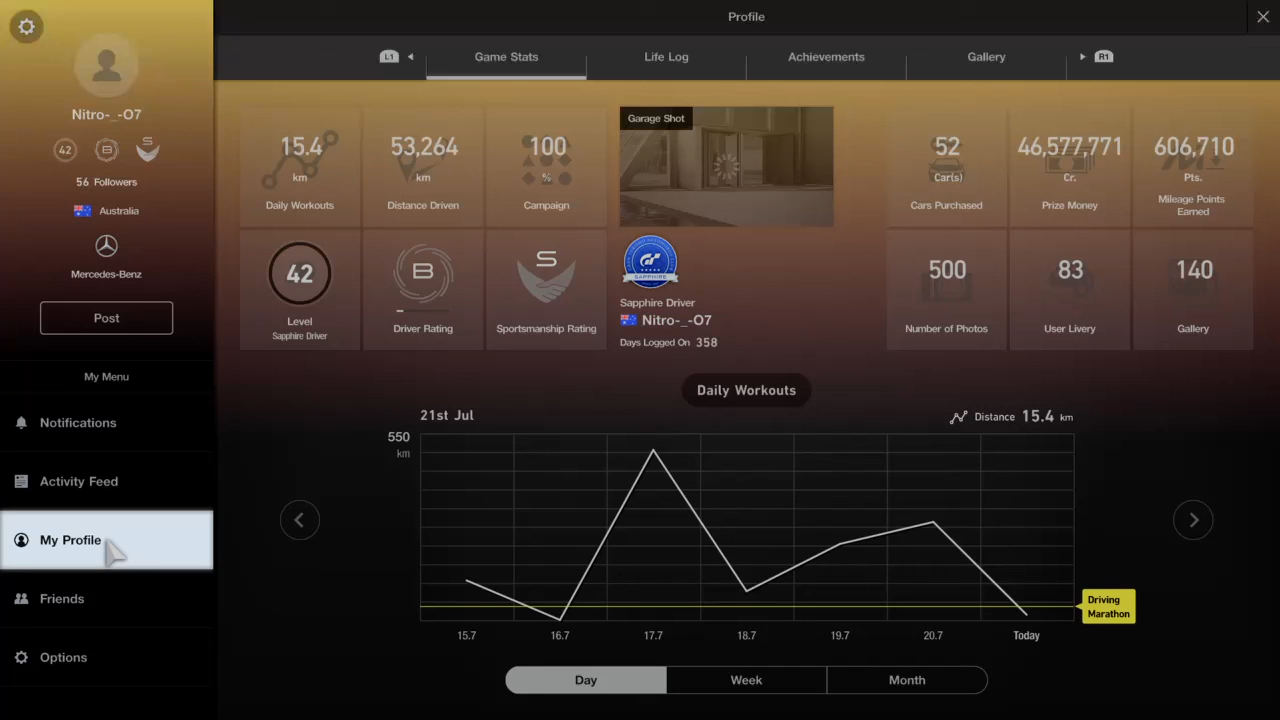 Profile
L1
Game Stats
Life Log
Achievements
Gallery
R1
Nitro-_-O7
42
B
S
56 Followers
Australia
Mercedes-Benz
Post
My Menu
Notifications
Activity Feed
My Profile
Friends
Options
15.4
km
Daily Workouts
53,264
km
Distance Driven
100
%
Campaign
Garage Shot
52
Car(s)
Cars Purchased
46,577,771
Cr.
Prize Money
606,710
Pts.
Mileage Points
Earned
42
Level
Sapphire Driver
B
Driver Rating
S
Sportsmanship Rating
SAPPHIRE
Sapphire Driver
Nitro-_-O7
Days Logged On 358
500
Number of Photos
83
User Livery
140
Gallery
Daily Workouts
21st Jul
Distance 15.4 km
550
km
Driving
Marathon
15.7
16.7
17.7
18.7
19.7
20.7
Today
Day
Week
Month